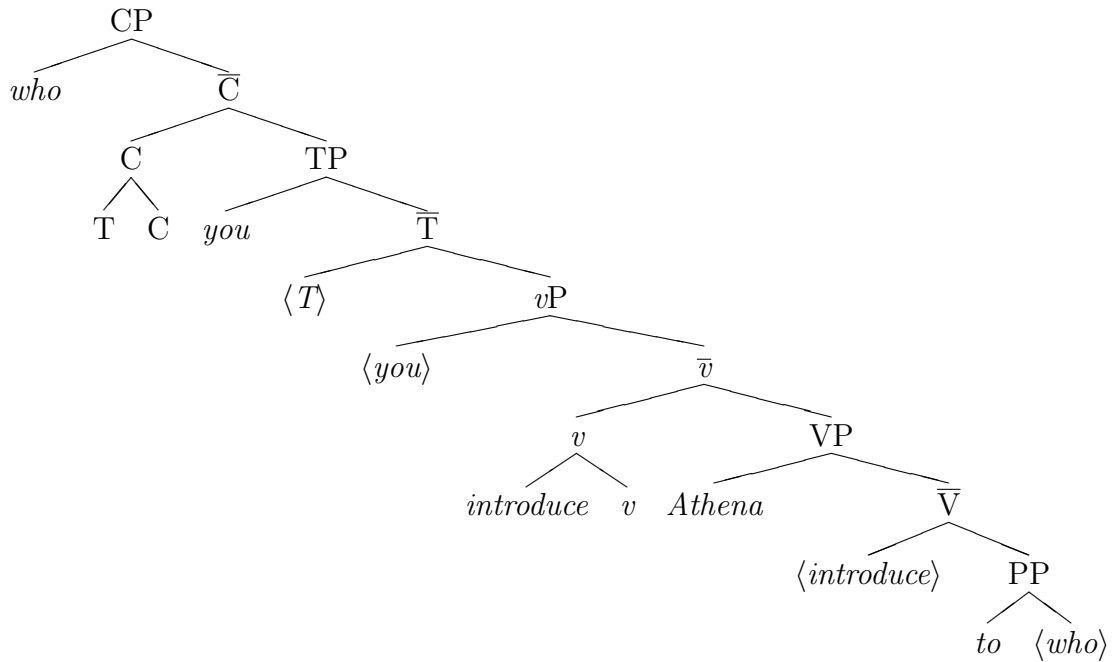 CP
who C̅
C TP
T C you T̅
⟨T⟩ vP
⟨you⟩ v̅
v VP
introduce v Athena V̅
⟨introduce⟩ PP
to ⟨who⟩